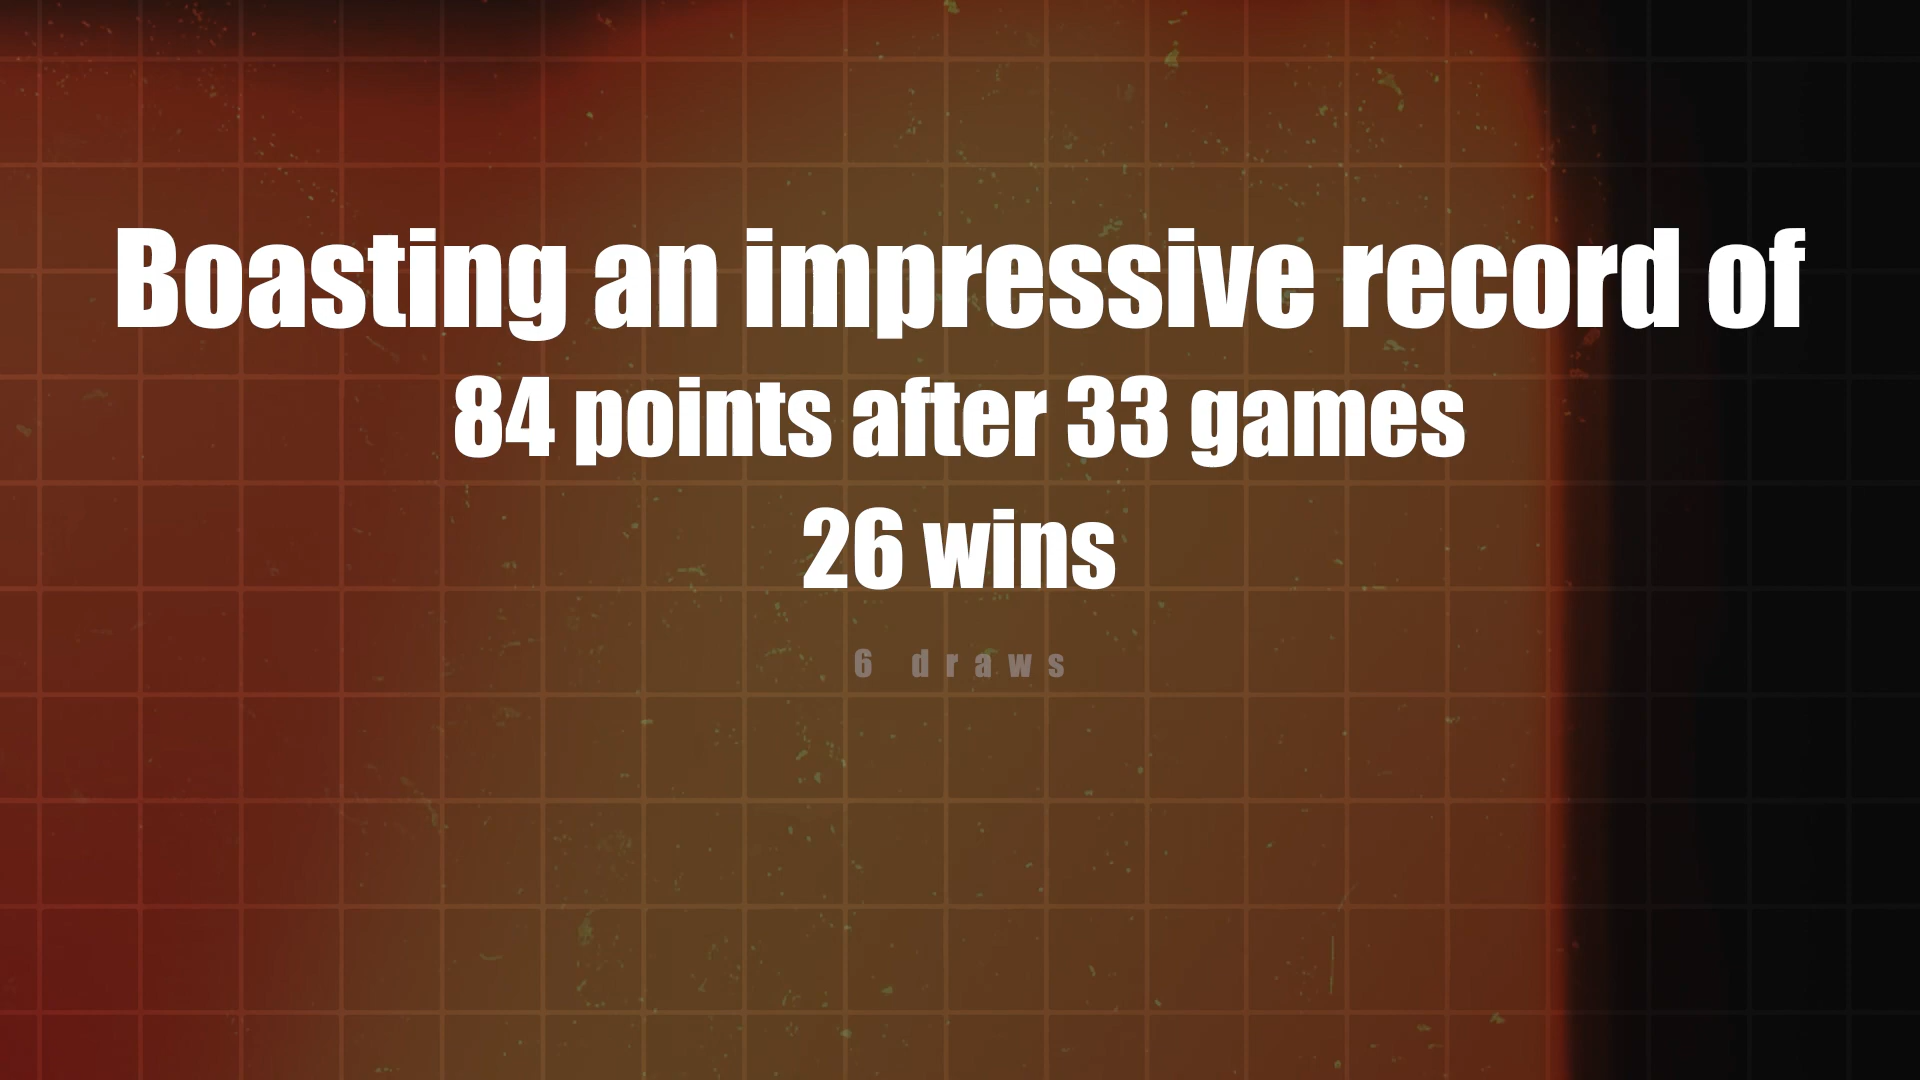 Boasting an impressive record of
84 points after 33 games
26 wins
6 draws